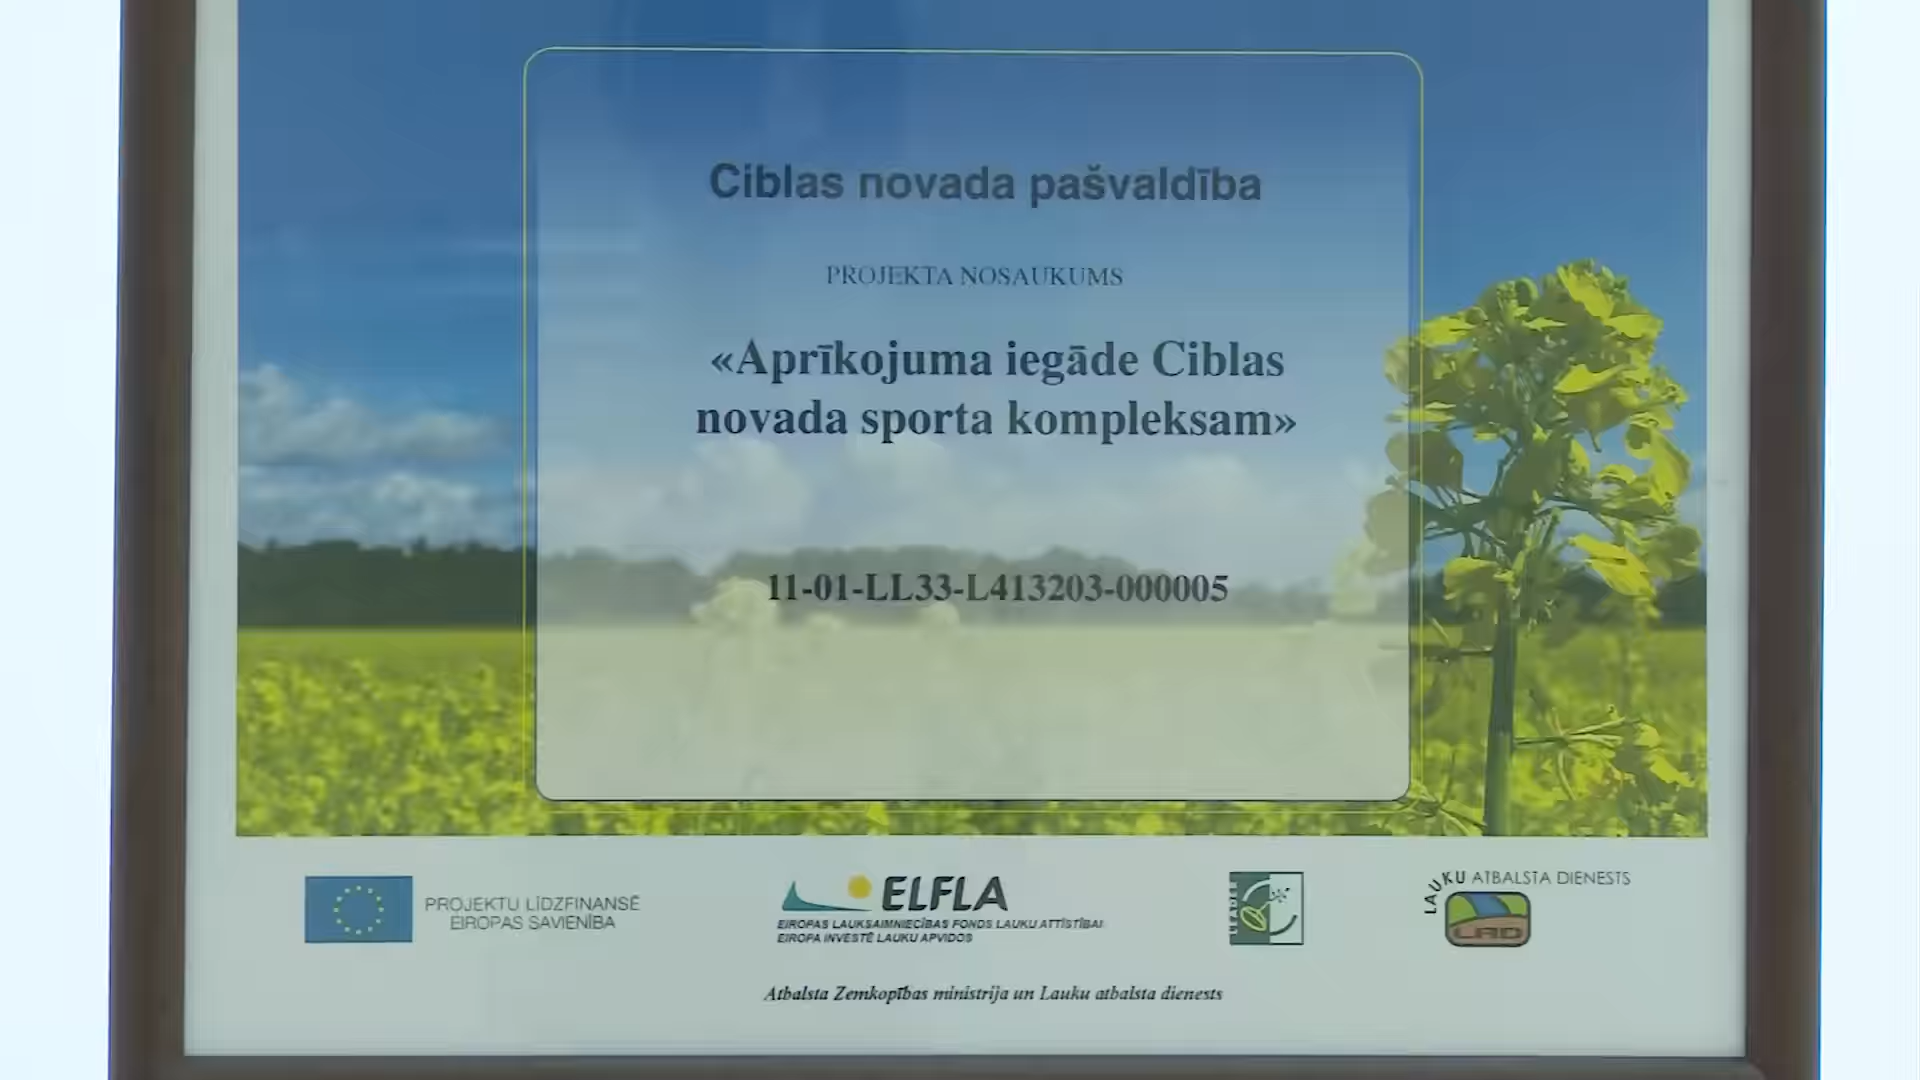 Ciblas novada pašvaldība
PROJEKTA NOSAUKUMS
«Aprīkojuma iegāde Ciblas
novada sporta kompleksam»
11-01-LL33-L413203-000005
PROJEKTU LĪDZFINANSĒ
EIROPAS SAVIENĪBA
ELFLA
EIROPAS LAUKSAIMNIECĪBAS FONDS LAUKU ATTĪSTĪBAI
EIROPA INVESTĒ LAUKU APVIDOS
LEADER
LAUKU ATBALSTA DIENESTS
LAD
Atbalsta Zemkopības ministrija un Lauku atbalsta dienests